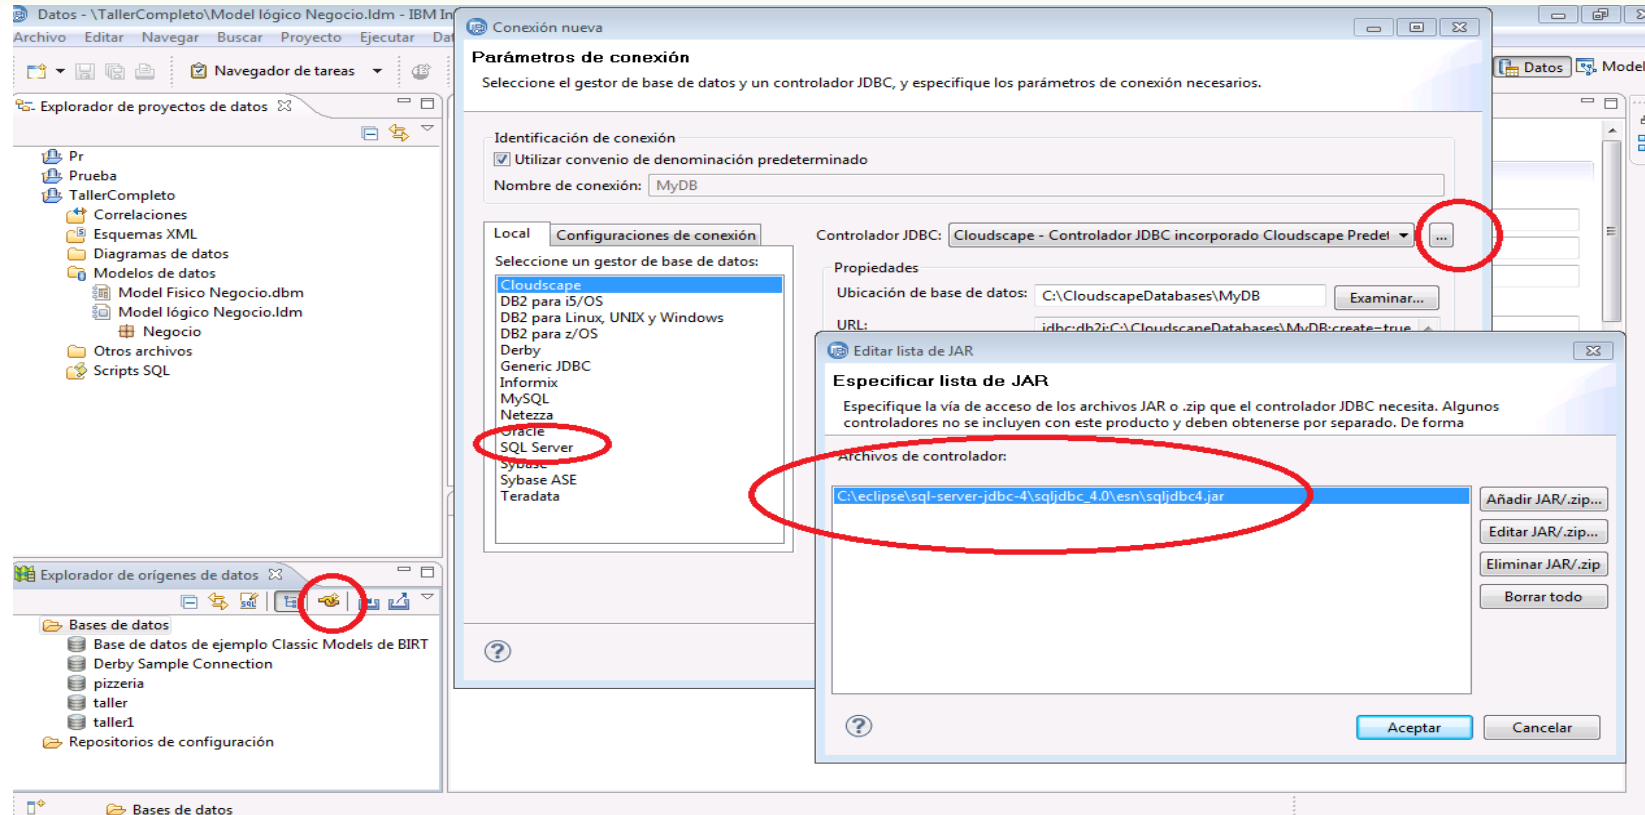 Datos - \TallerCompleto\Model lógico Negocio.ldm - IBM In
Archivo Editar Navegar Buscar Proyecto Ejecutar Dat
Navegador de tareas
Datos Model
Explorador de proyectos de datos
Pr
Prueba
TallerCompleto
Correlaciones
Esquemas XML
Diagramas de datos
Modelos de datos
Model Fisico Negocio.dbm
Model lógico Negocio.ldm
Negocio
Otros archivos
Scripts SQL
Explorador de orígenes de datos
Bases de datos
Base de datos de ejemplo Classic Models de BIRT
Derby Sample Connection
pizzeria
taller
taller1
Repositorios de configuración
Bases de datos
Conexión nueva
Parámetros de conexión
Seleccione el gestor de base de datos y un controlador JDBC, y especifique los parámetros de conexión necesarios.
Identificación de conexión
Utilizar convenio de denominación predeterminado
Nombre de conexión: MyDB
Local Configuraciones de conexión
Seleccione un gestor de base de datos:
Cloudscape
DB2 para i5/OS
DB2 para Linux, UNIX y Windows
DB2 para z/OS
Derby
Generic JDBC
Informix
MySQL
Netezza
Oracle
SQL Server
Sybase
Sybase ASE
Teradata
Controlador JDBC: Cloudscape - Controlador JDBC incorporado Cloudscape Predet ...
Propiedades
Ubicación de base de datos: C:\CloudscapeDatabases\MyDB Examinar...
URL: jdbc:db2j:C:\CloudscapeDatabases\MyDB;create=true
Editar lista de JAR
Especificar lista de JAR
Especifique la vía de acceso de los archivos JAR o .zip que el controlador JDBC necesita. Algunos
controladores no se incluyen con este producto y deben obtenerse por separado. De forma
Archivos de controlador:
C:\eclipse\sql-server-jdbc-4\sqljdbc_4.0\esn\sqljdbc4.jar
Añadir JAR/.zip...
Editar JAR/.zip...
Eliminar JAR/.zip
Borrar todo
Aceptar Cancelar